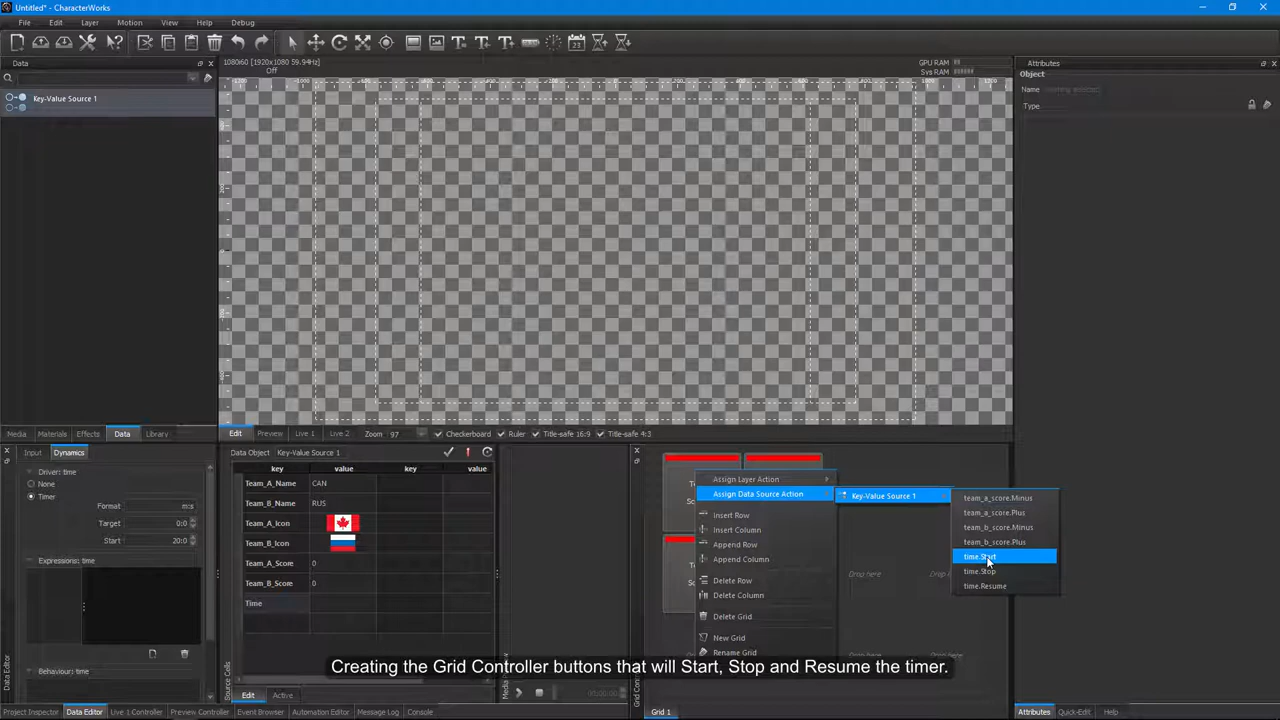 Untitled* - CharacterWorks
File Edit Layer Motion View Help Debug
Data
1080i60 [1920x1080 59.94Hz]
Off
GPU RAM
Sys RAM
Attributes
Object
Name
Type
Key-Value Source 1
Media Materials Effects Data Library
Edit Preview Live 1 Live 2 Zoom 97 Checkerboard Ruler Title-safe 16:9 Title-safe 4:3
Input Dynamics
Driver: time
None
Timer
Format m:s
Target 0:0
Start 20:0
Expressions: time
Behaviour: time
Data Editor
Data Object Key-Value Source 1
key value key value
Team_A_Name CAN
Team_B_Name RUS
Team_A_Icon
Team_B_Icon
Team_A_Score 0
Team_B_Score 0
Time
Source Cells
Edit Active
Assign Layer Action
Assign Data Source Action
Insert Row
Insert Column
Append Row
Append Column
Delete Row
Delete Column
Delete Grid
New Grid
Rename Grid
Key-Value Source 1
team_a_score.Minus
team_a_score.Plus
team_b_score.Minus
team_b_score.Plus
time.Start
time.Stop
time.Resume
Drop here
Creating the Grid Controller buttons that will Start, Stop and Resume the timer.
Grid 1
Project Inspector Data Editor Live 1 Controller Preview Controller Event Browser Automation Editor Message Log Console
Attributes Quick-Edit Help